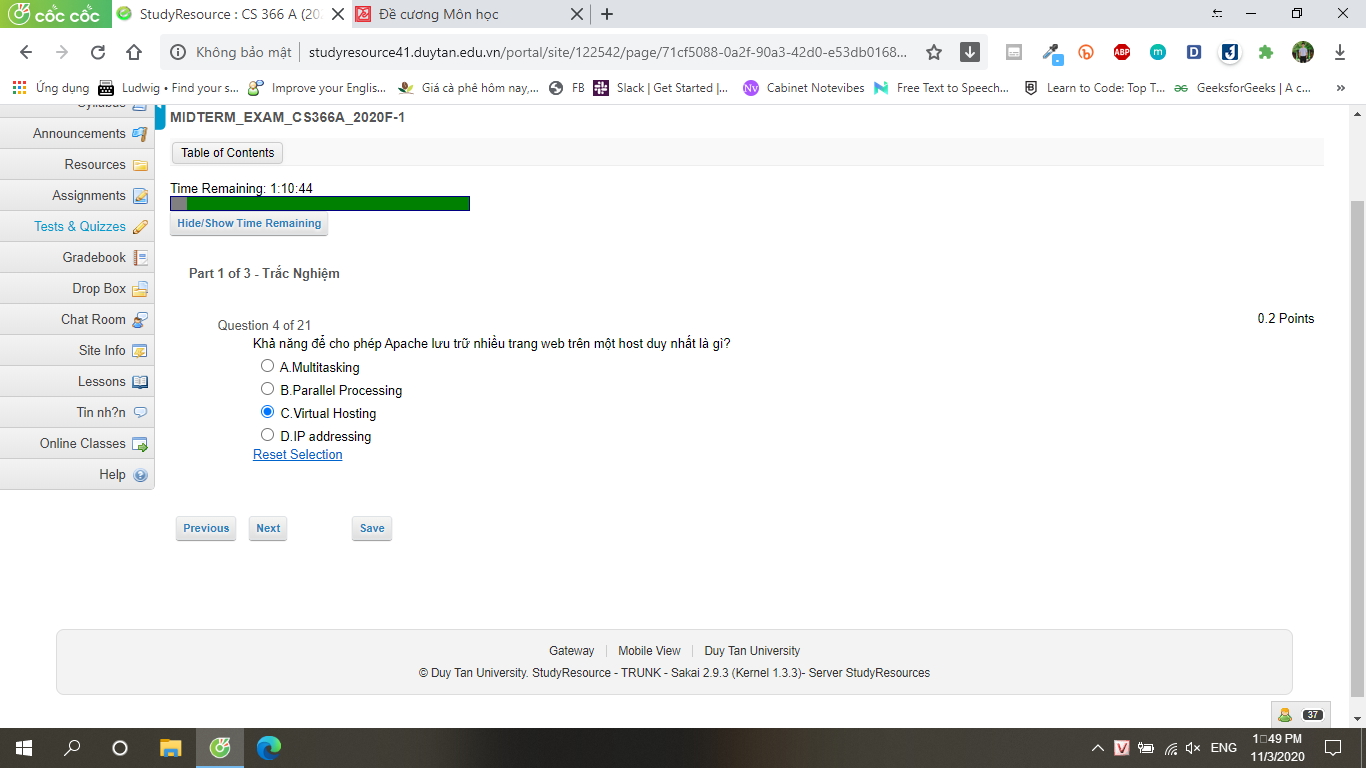 cốc cốc
StudyResource : CS 366 A (20
Đề cương Môn học
Không bảo mật
studyresource41.duytan.edu.vn/portal/site/122542/page/71cf5088-0a2f-90a3-42d0-e53db0168...
ABP
m
D
Ứng dụng
Ludwig • Find your s...
Improve your Englis...
Giá cà phê hôm nay,...
FB
Slack | Get Started |...
Nv
Cabinet Notevibes
Free Text to Speech...
Learn to Code: Top T...
GeeksforGeeks | A c...
»
Syllabus
Announcements
Resources
Assignments
Tests & Quizzes
Gradebook
Drop Box
Chat Room
Site Info
Lessons
Tin nh?n
Online Classes
Help
MIDTERM_EXAM_CS366A_2020F-1
Table of Contents
Time Remaining: 1:10:44
Hide/Show Time Remaining
Part 1 of 3 - Trắc Nghiệm
Question 4 of 21
0.2 Points
Khả năng để cho phép Apache lưu trữ nhiều trang web trên một host duy nhất là gì?
A.Multitasking
B.Parallel Processing
C.Virtual Hosting
D.IP addressing
Reset Selection
Previous
Next
Save
Gateway
Mobile View
Duy Tan University
© Duy Tan University. StudyResource - TRUNK - Sakai 2.9.3 (Kernel 1.3.3)- Server StudyResources
37
V
ENG
1:49 PM
11/3/2020